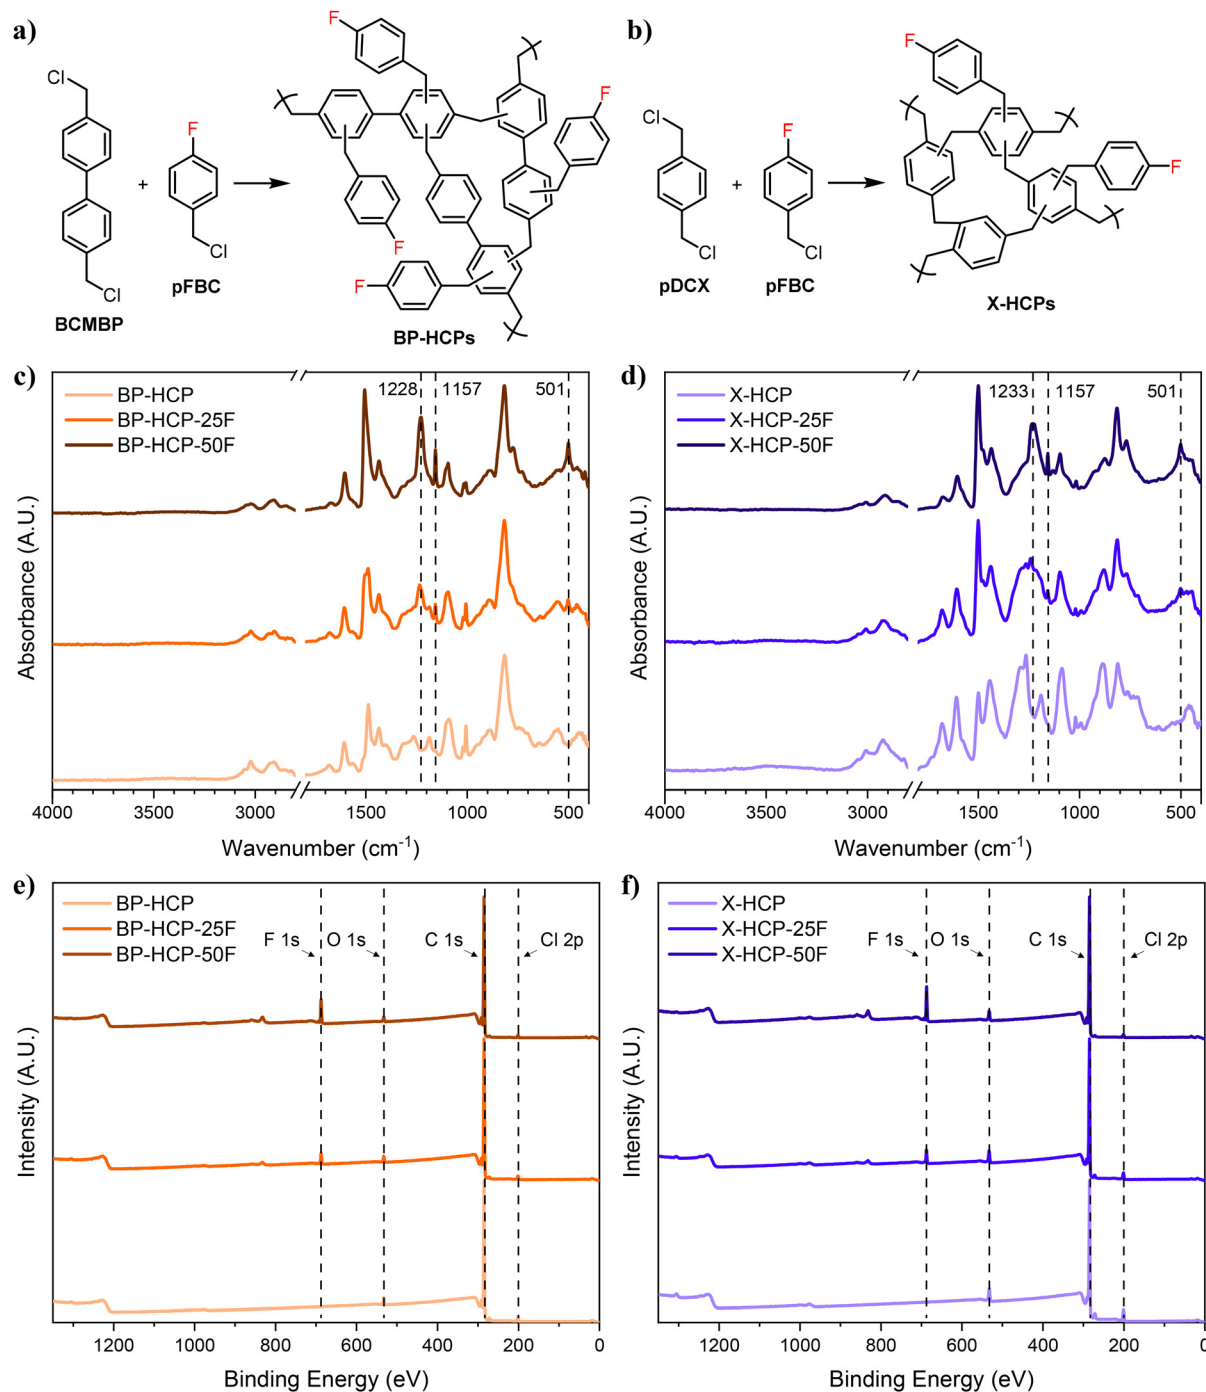 a)
Cl
Cl
BCMBP
+
F
Cl
pFBC
F
F
F
F
BP-HCPs
b)
Cl
Cl
pDCX
+
F
Cl
pFBC
F
F
X-HCPs
c)
BP-HCP
BP-HCP-25F
BP-HCP-50F
1228
1157
501
Absorbance (A.U.)
4000 3500 3000 1500 1000 500
Wavenumber (cm⁻¹)
d)
X-HCP
X-HCP-25F
X-HCP-50F
1233
1157
501
Absorbance (A.U.)
4000 3500 3000 1500 1000 500
Wavenumber (cm⁻¹)
e)
BP-HCP
BP-HCP-25F
BP-HCP-50F
F 1s O 1s C 1s Cl 2p
Intensity (A.U.)
1200 1000 800 600 400 200 0
Binding Energy (eV)
f)
X-HCP
X-HCP-25F
X-HCP-50F
F 1s O 1s C 1s Cl 2p
Intensity (A.U.)
1200 1000 800 600 400 200 0
Binding Energy (eV)